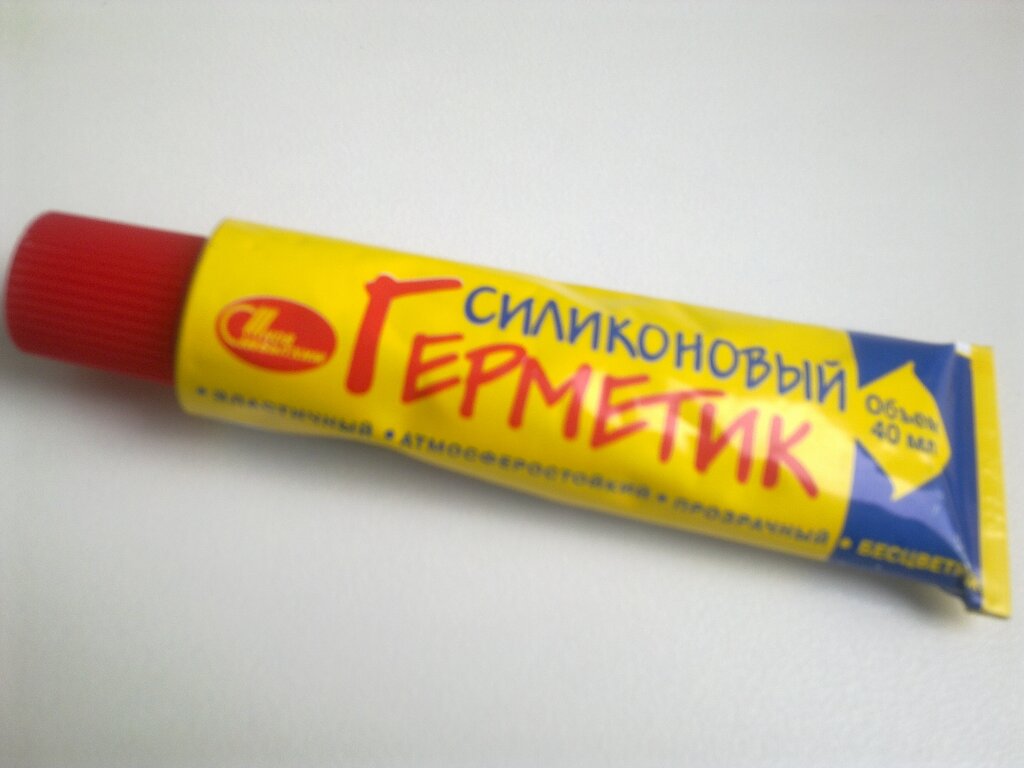 СИЛИКОНОВЫЙ
ГЕРМЕТИК
Объем
40 мл
• ЭЛАСТИЧНЫЙ • АТМОСФЕРОСТОЙКИЙ • ПРОЗРАЧНЫЙ • БЕСЦВЕТНЫЙ